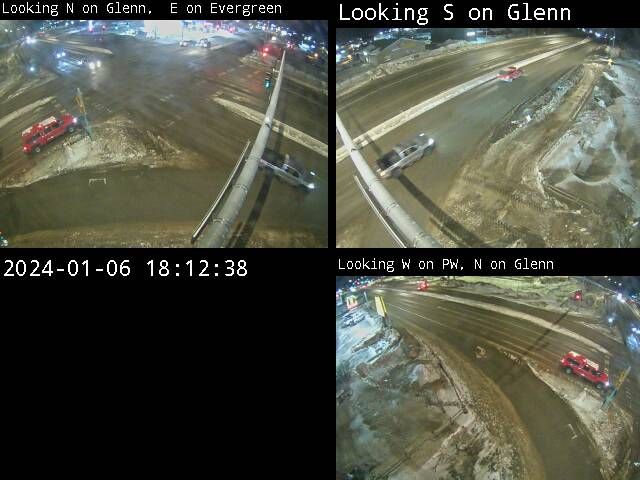 Looking N on Glenn, E on Evergreen
Looking S on Glenn
2024-01-06 18:12:38
Looking W on PW, N on Glenn